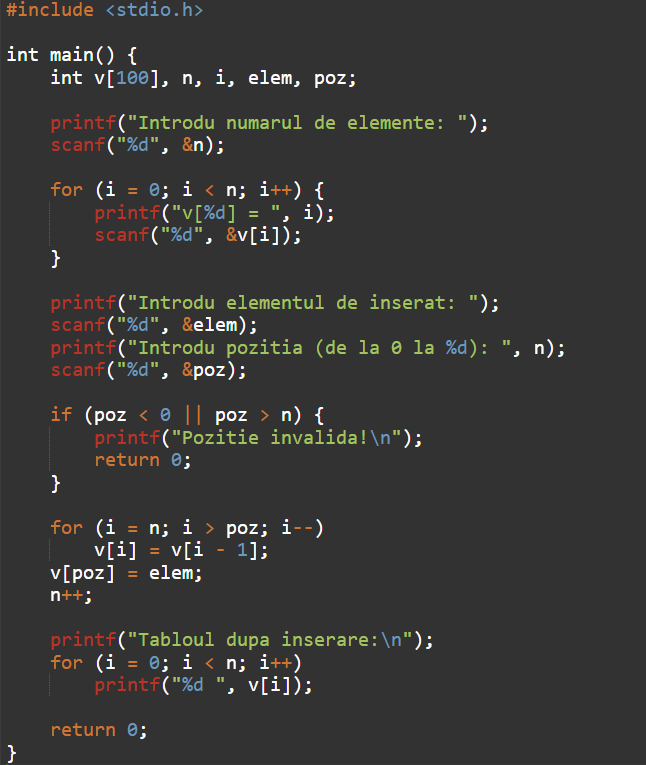 #include <stdio.h>
int main() {
int v[100], n, i, elem, poz;
printf("Introdu numarul de elemente: ");
scanf("%d", &n);
for (i = 0; i < n; i++) {
printf("v[%d] = ", i);
scanf("%d", &v[i]);
}
printf("Introdu elementul de inserat: ");
scanf("%d", &elem);
printf("Introdu pozitia (de la 0 la %d): ", n);
scanf("%d", &poz);
if (poz < 0 || poz > n) {
printf("Pozitie invalida!\n");
return 0;
}
for (i = n; i > poz; i--)
v[i] = v[i - 1];
v[poz] = elem;
n++;
printf("Tabloul dupa inserare:\n");
for (i = 0; i < n; i++)
printf("%d ", v[i]);
return 0;
}